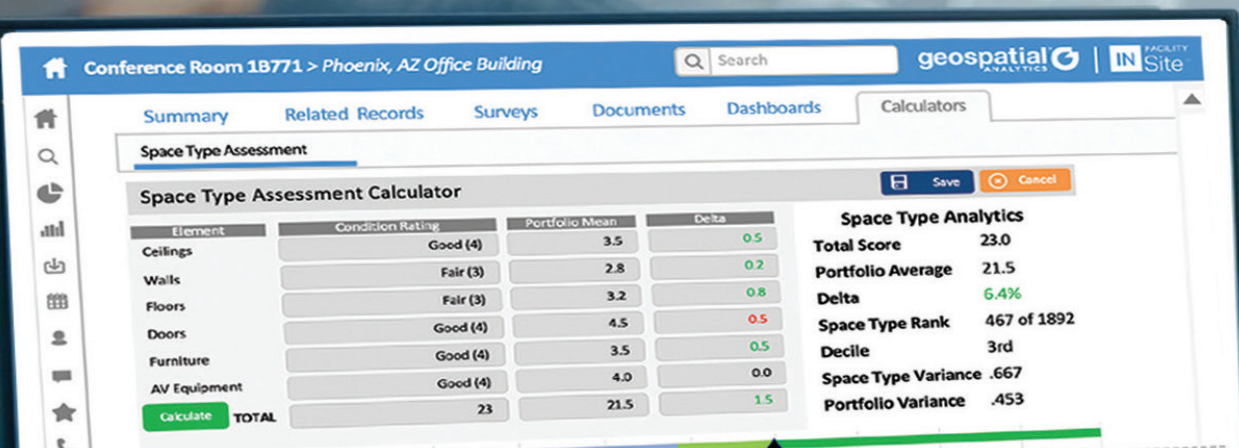 Conference Room 1B771 > Phoenix, AZ Office Building Search geospatial ANALYTICS IN FACILITY Site
Summary Related Records Surveys Documents Dashboards Calculators
Space Type Assessment
Space Type Assessment Calculator Save Cancel
Element Condition Rating Portfolio Mean Delta Space Type Analytics
Ceilings Good (4) 3.5 0.5 Total Score 23.0
Walls Fair (3) 2.8 0.2 Portfolio Average 21.5
Floors Fair (3) 3.2 0.8 Delta 6.4%
Doors Good (4) 4.5 0.5 Space Type Rank 467 of 1892
Furniture Good (4) 3.5 0.5 Decile 3rd
AV Equipment Good (4) 4.0 0.0 Space Type Variance .667
Calculate TOTAL 23 21.5 1.5 Portfolio Variance .453